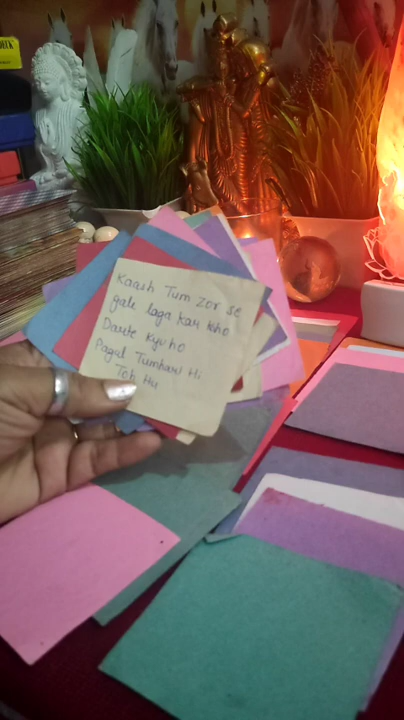 Kaash Tum zor se
gale laga kar kaho
Darte kyu ho
Pagal Tumhari Hi
Toh Hu